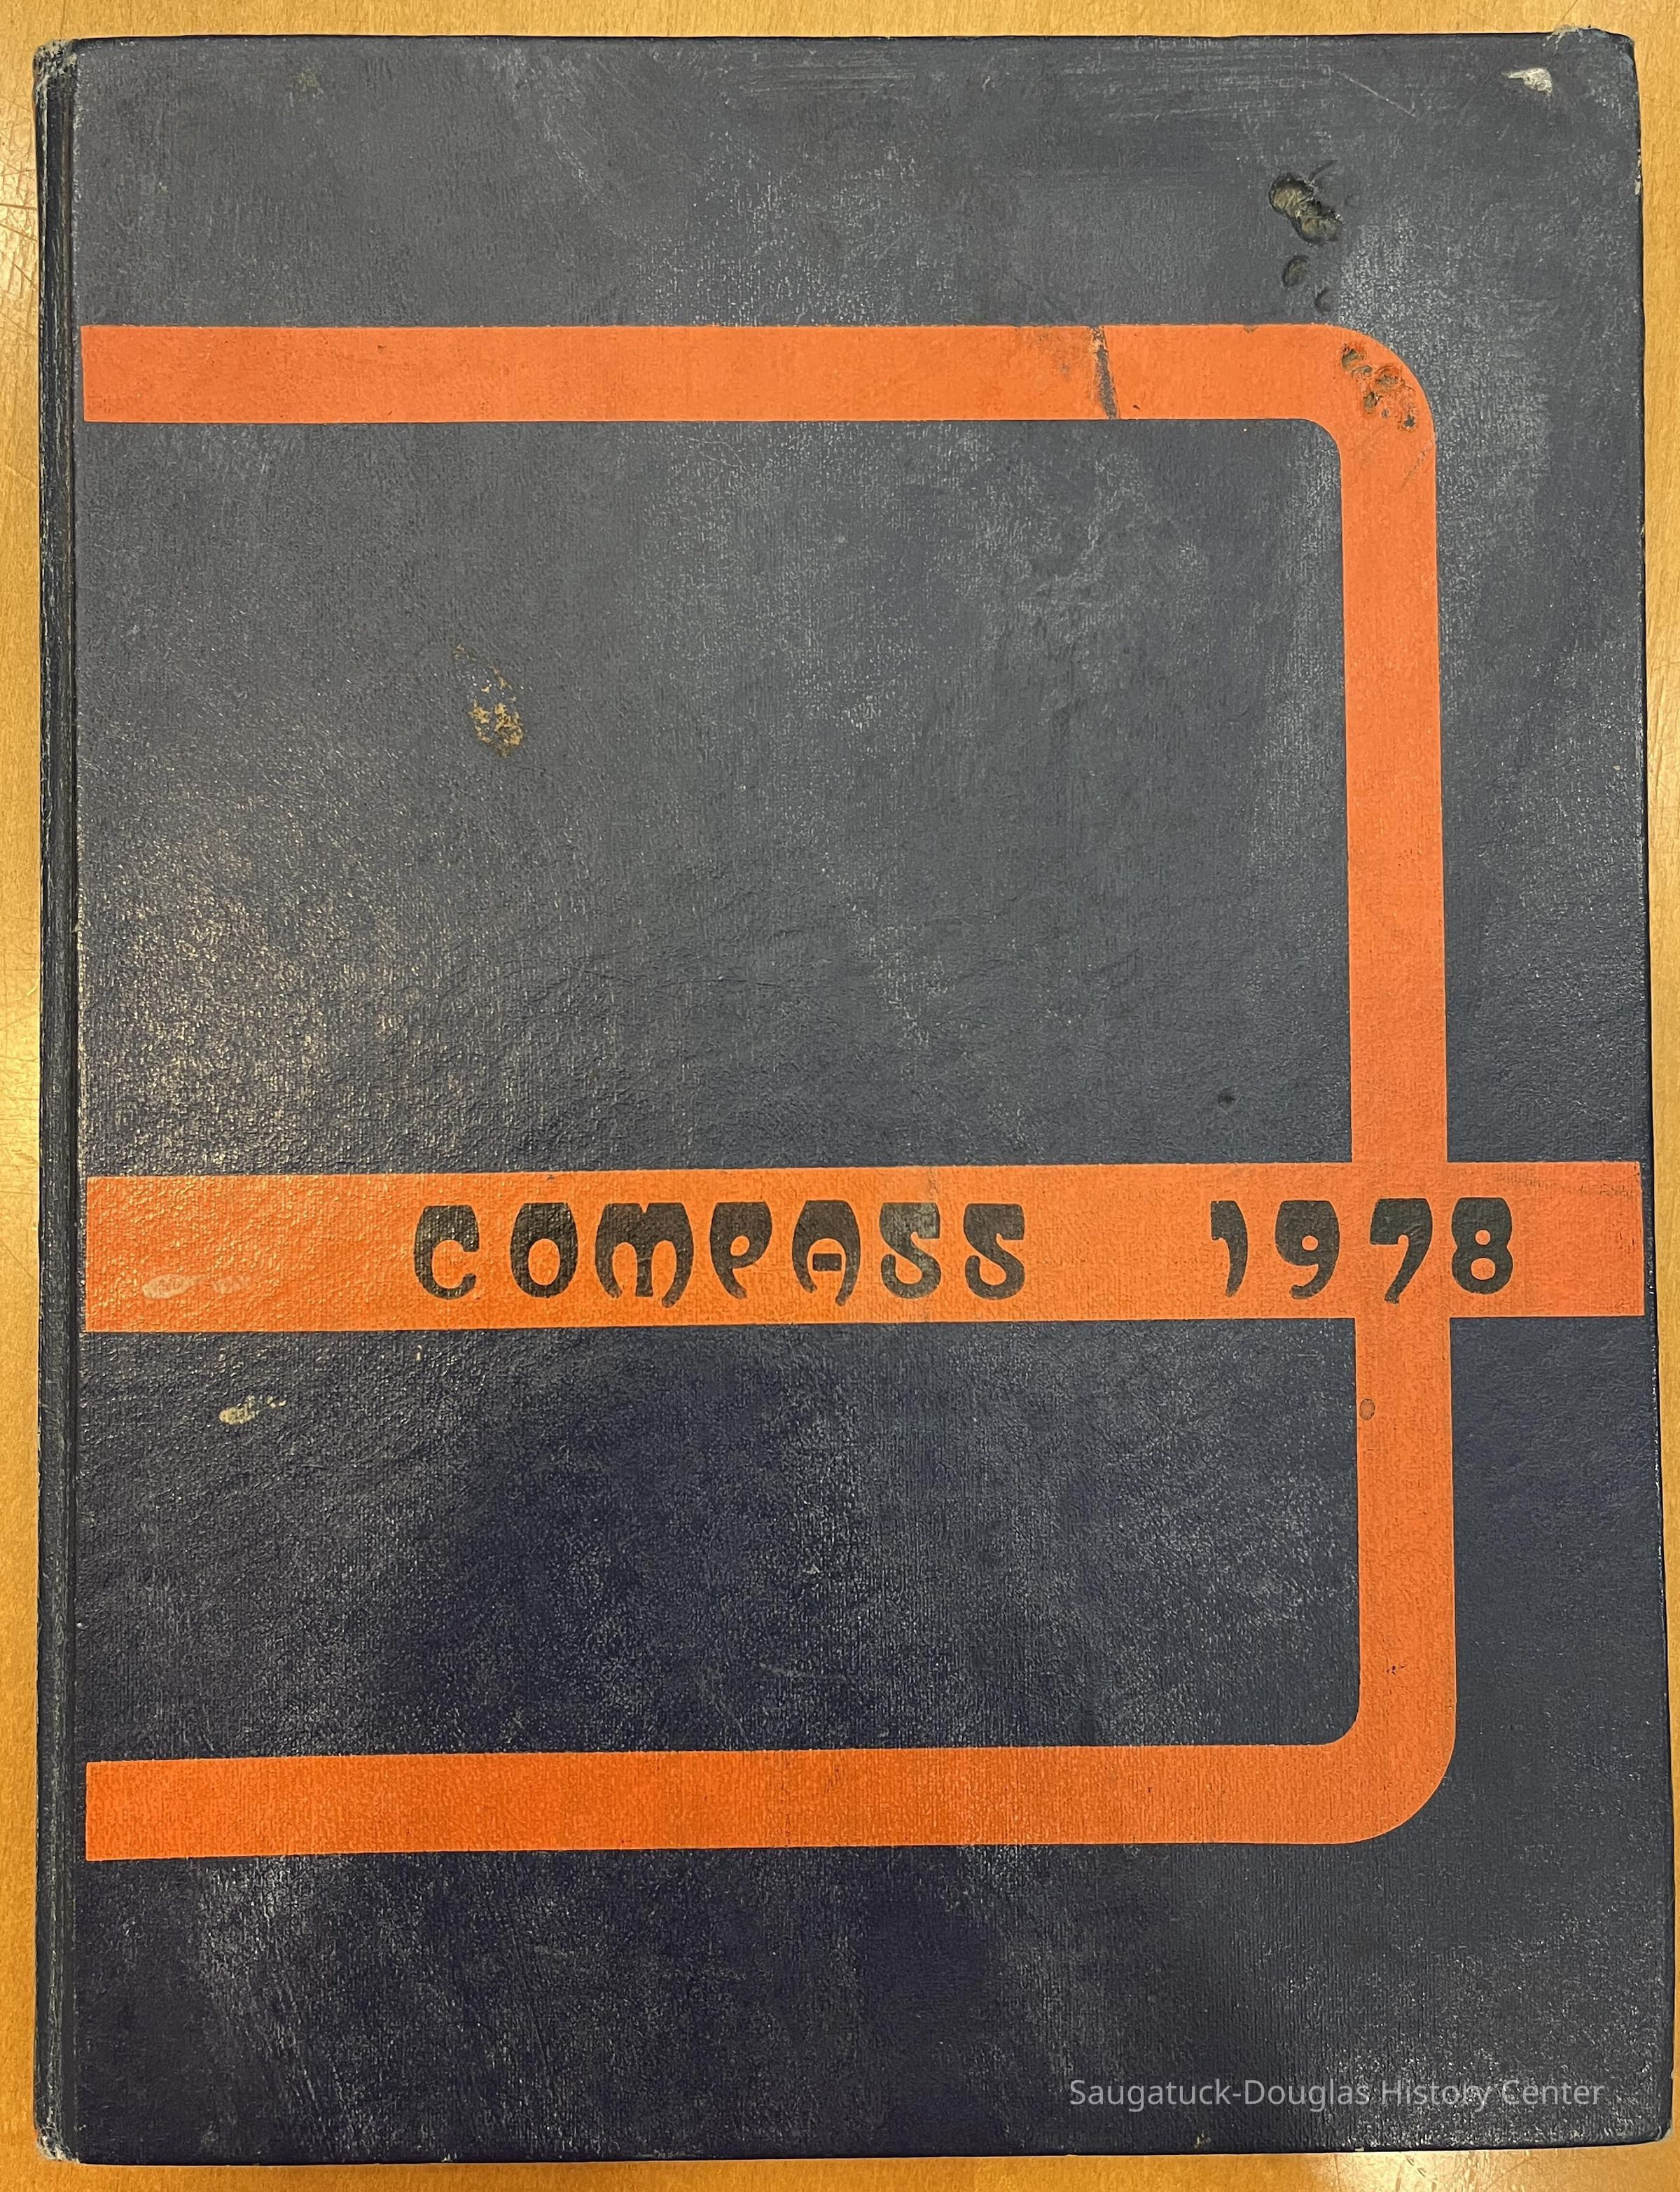 COMPASS 1978
Saugatuck-Douglas History Center